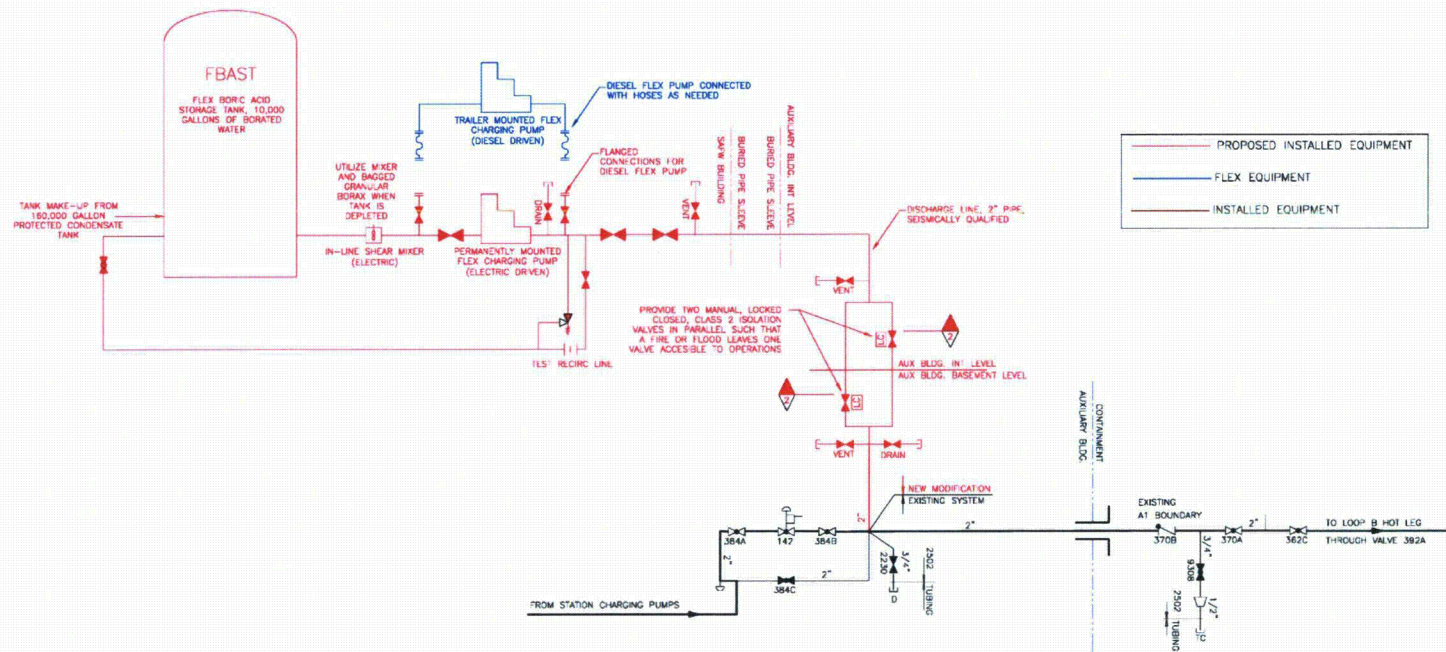 FBAST
FLEX BORIC ACID
STORAGE TANK, 10,000
GALLONS OF BORATED
WATER
TANK MAKE-UP FROM
160,000 GALLON
PROTECTED CONDENSATE
TANK
UTILIZE MIXER
AND BAGGED
GRANULAR
BORAX WHEN
TANK IS
DEPLETED
IN-LINE SHEAR MIXER
(ELECTRIC)
TRAILER MOUNTED FLEX
CHARGING PUMP
(DIESEL DRIVEN)
DIESEL FLEX PUMP CONNECTED
WITH HOSES AS NEEDED
PERMANENTLY MOUNTED
FLEX CHARGING PUMP
(ELECTRIC DRIVEN)
DRAIN
FLANGED
CONNECTIONS FOR
DIESEL FLEX PUMP
TEST RECIRC LINE
VENT
SAFW BUILDING
BURIED PIPE SLEEVE
BURIED PIPE SLEEVE
AUXILIARY BLDG. INT LEVEL
DISCHARGE LINE, 2" PIPE,
SEISMICALLY QUALIFIED
PROPOSED INSTALLED EQUIPMENT
FLEX EQUIPMENT
INSTALLED EQUIPMENT
VENT
PROVIDE TWO MANUAL, LOCKED
CLOSED, CLASS 2 ISOLATION
VALVES IN PARALLEL SUCH THAT
A FIRE OR FLOOD LEAVES ONE
VALVE ACCESIBLE TO OPERATIONS
2
AUX BLDG. INT LEVEL
AUX BLDG. BASEMENT LEVEL
2
VENT
DRAIN
NEW MODIFICATION
EXISTING SYSTEM
2"
384A
142
384B
2"
2"
384C
2230
3/4"
D
2502
TUBING
2"
FROM STATION CHARGING PUMPS
AUXILIARY BLDG.
CONTAINMENT
EXISTING
A1 BOUNDARY
370B
370A
2"
362C
TO LOOP B HOT LEG
THROUGH VALVE 392A
3/4"
9308
1/2"
2502
TUBING
TC